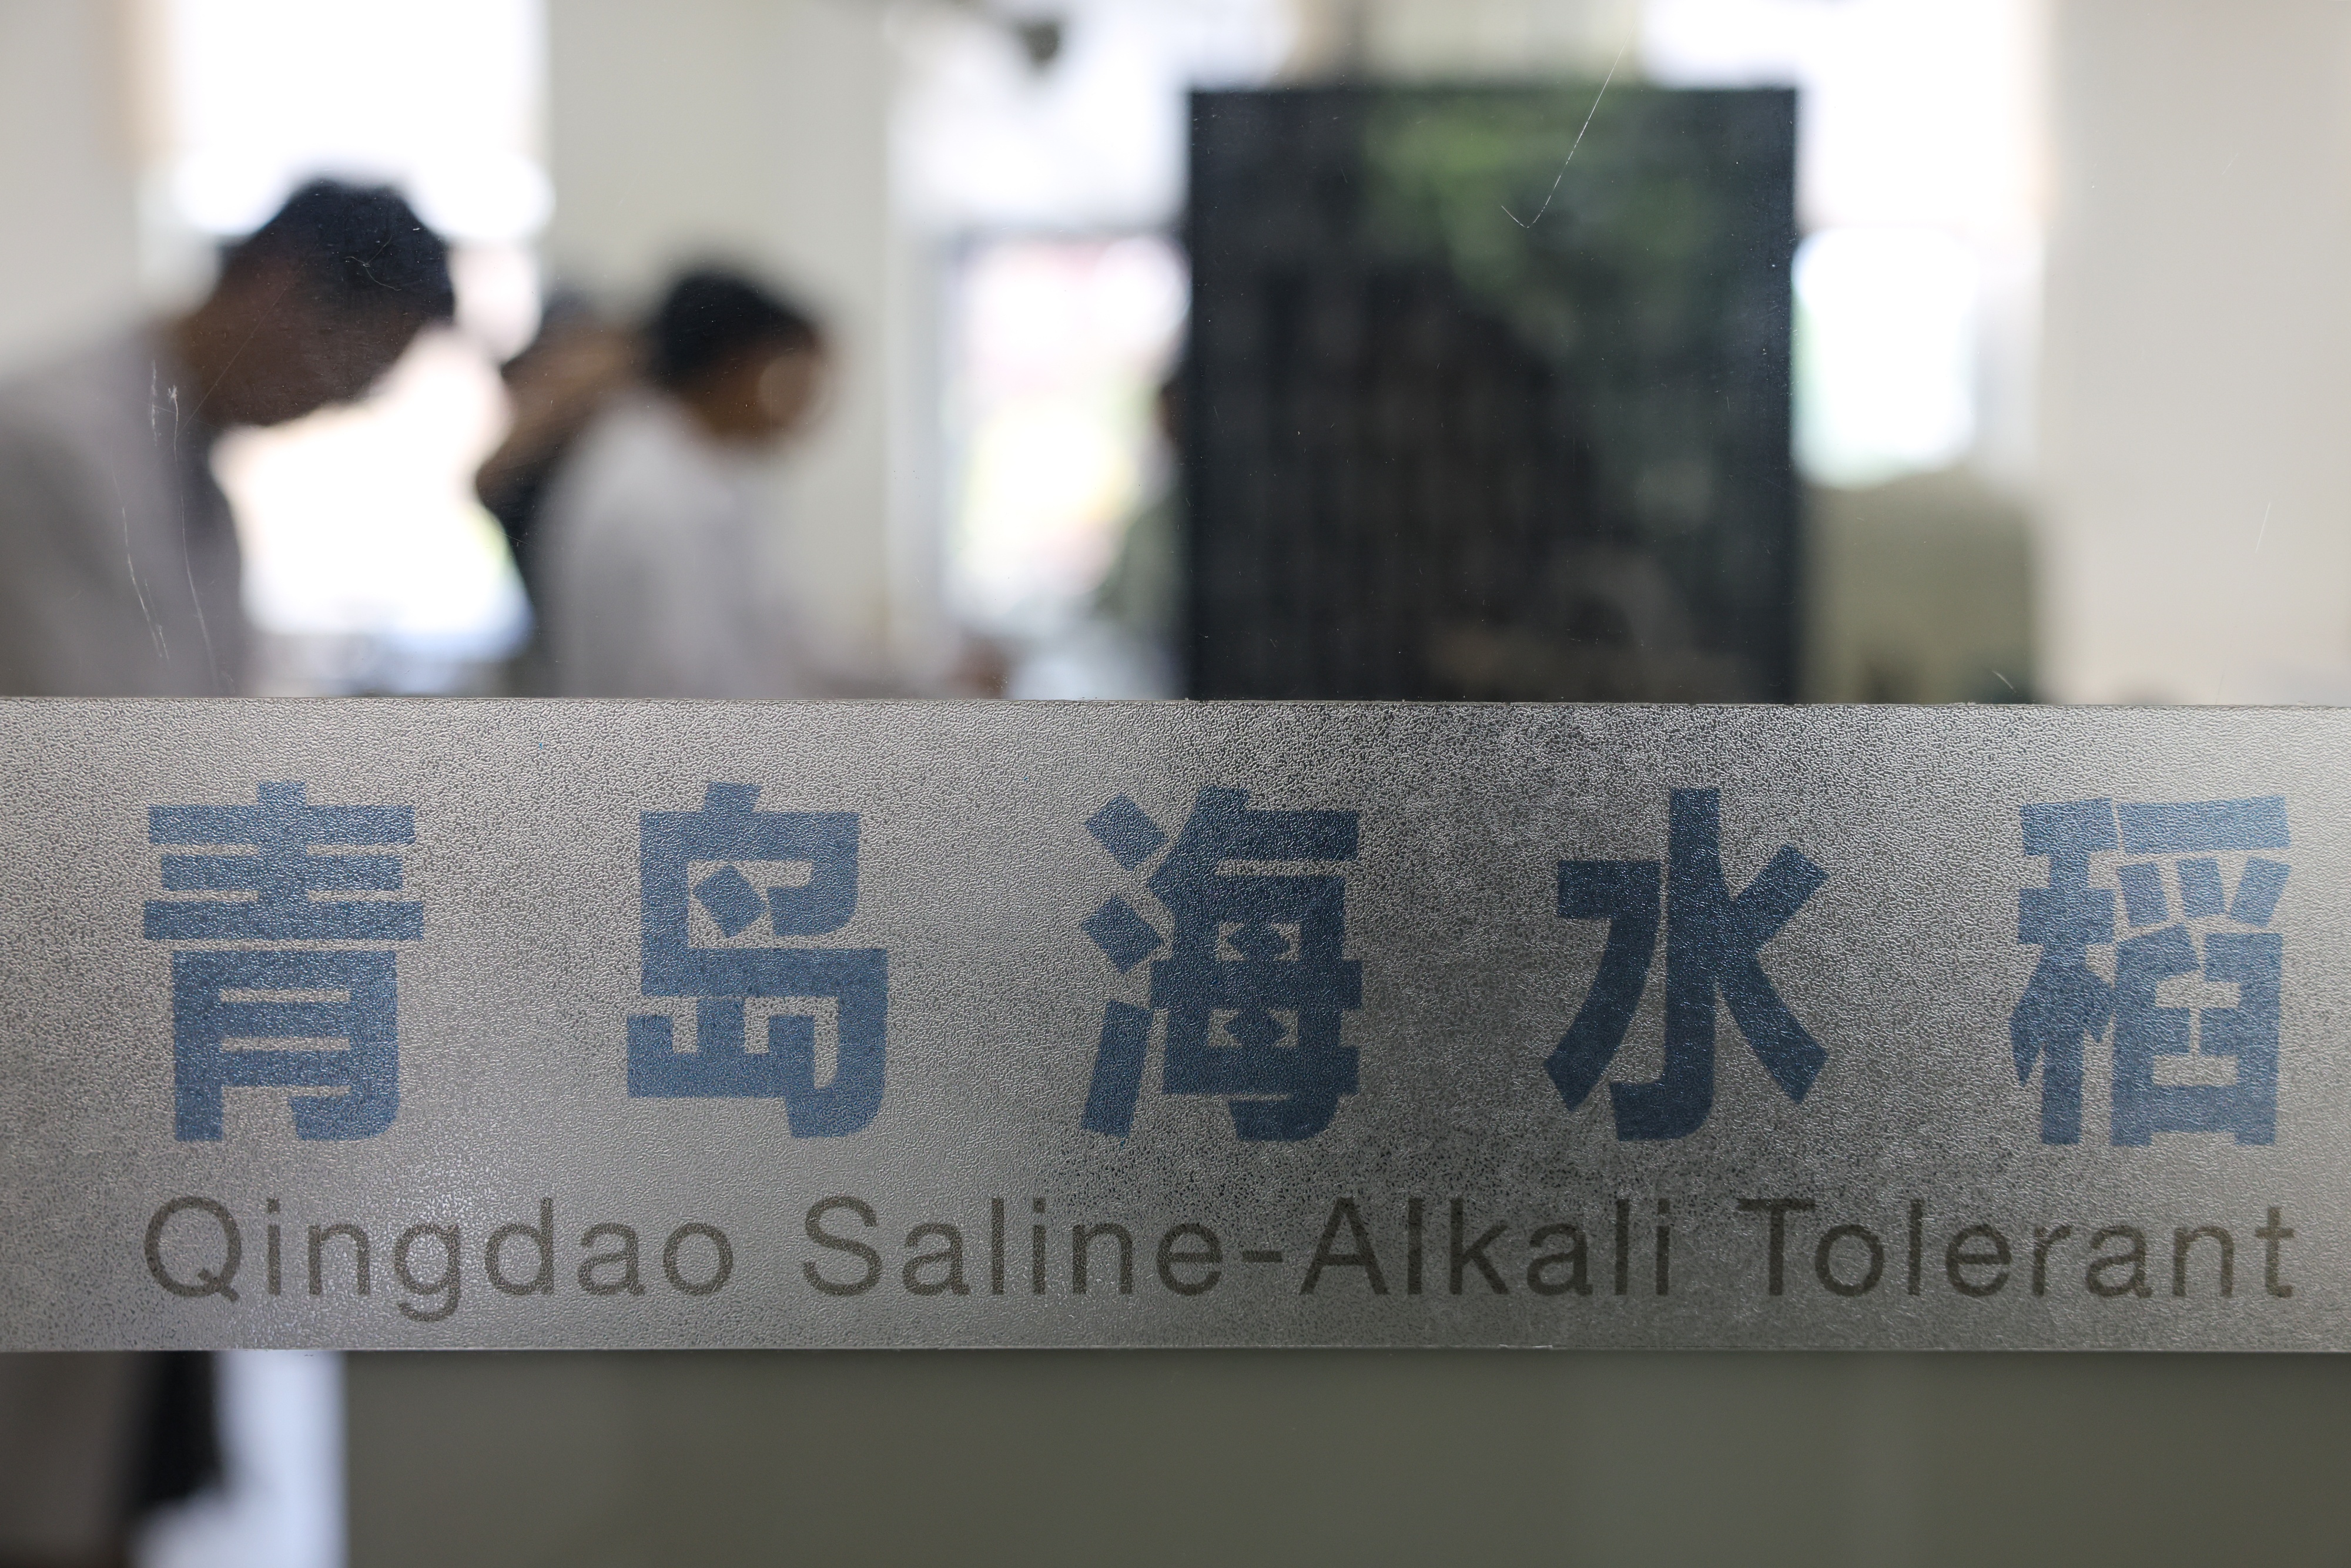 青岛海水稻
Qingdao Saline-Alkali Tolerant